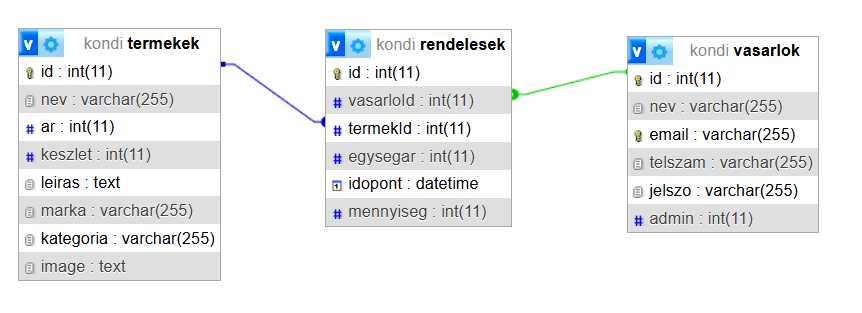 v kondi termekek
id : int(11)
nev : varchar(255)
# ar : int(11)
# keszlet : int(11)
leiras : text
marka : varchar(255)
kategoria : varchar(255)
image : text
v kondi rendelesek
id : int(11)
# vasarloId : int(11)
# termekId : int(11)
# egysegar : int(11)
idopont : datetime
# mennyiseg : int(11)
v kondi vasarlok
id : int(11)
nev : varchar(255)
email : varchar(255)
telszam : varchar(255)
jelszo : varchar(255)
# admin : int(11)